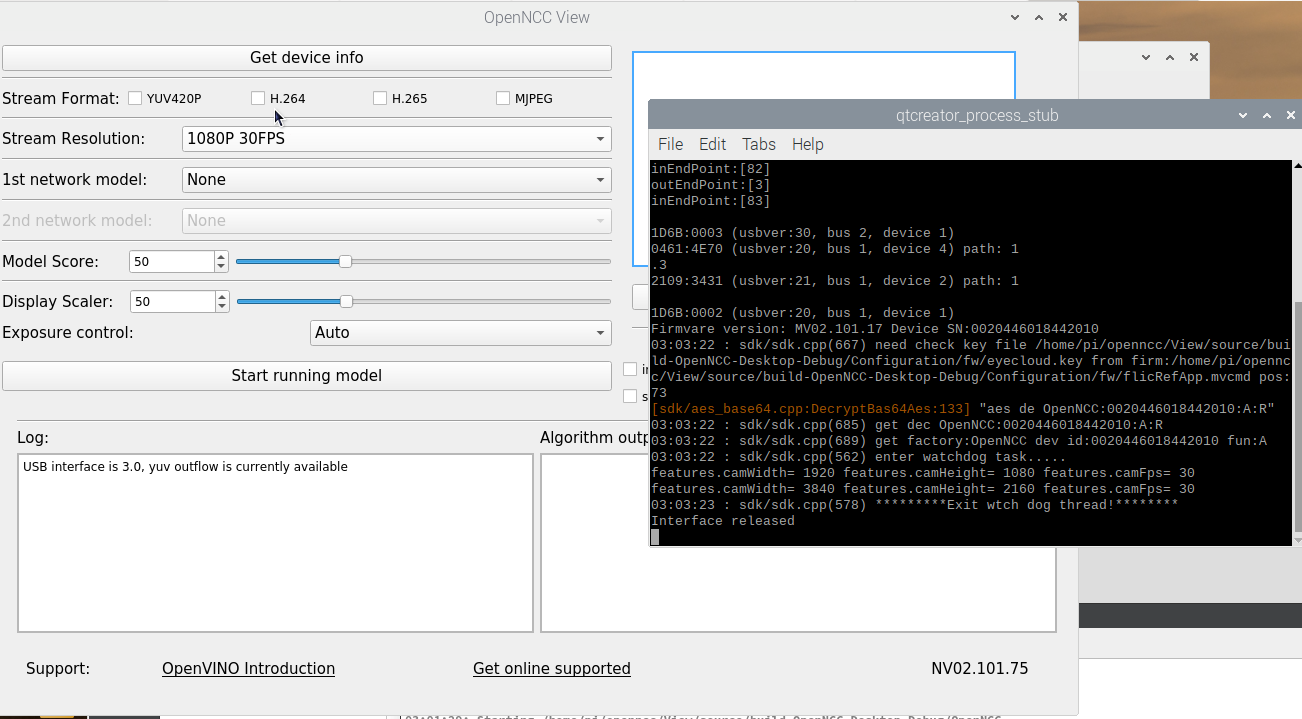 OpenNCC View
Get device info
Stream Format: YUV420P H.264 H.265 MJPEG
Stream Resolution: 1080P 30FPS
1st network model: None
2nd network model: None
Model Score: 50
Display Scaler: 50
Exposure control: Auto
Start running model
Log:
USB interface is 3.0, yuv outflow is currently available
Algorithm outp
Support: OpenVINO Introduction Get online supported NV02.101.75
qtcreator_process_stub
File Edit Tabs Help
inEndPoint:[82]
outEndPoint:[3]
inEndPoint:[83]
1D6B:0003 (usbver:30, bus 2, device 1)
0461:4E70 (usbver:20, bus 1, device 4) path: 1
.3
2109:3431 (usbver:21, bus 1, device 2) path: 1
1D6B:0002 (usbver:20, bus 1, device 1)
Firmware version: MV02.101.17 Device SN:0020446018442010
03:03:22 : sdk/sdk.cpp(667) need check key file /home/pi/openncc/View/source/bui
ld-OpenNCC-Desktop-Debug/Configuration/fw/eyecloud.key from firm:/home/pi/opennc
c/View/source/build-OpenNCC-Desktop-Debug/Configuration/fw/flicRefApp.mvcmd pos:
73
[sdk/aes_base64.cpp:DecryptBas64Aes:133] "aes de OpenNCC:0020446018442010:A:R"
03:03:22 : sdk/sdk.cpp(685) get dec OpenNCC:0020446018442010:A:R
03:03:22 : sdk/sdk.cpp(689) get factory:OpenNCC dev id:0020446018442010 fun:A
03:03:22 : sdk/sdk.cpp(562) enter watchdog task.....
features.camWidth= 1920 features.camHeight= 1080 features.camFps= 30
features.camWidth= 3840 features.camHeight= 2160 features.camFps= 30
03:03:23 : sdk/sdk.cpp(578) *********Exit wtch dog thread!********
Interface released